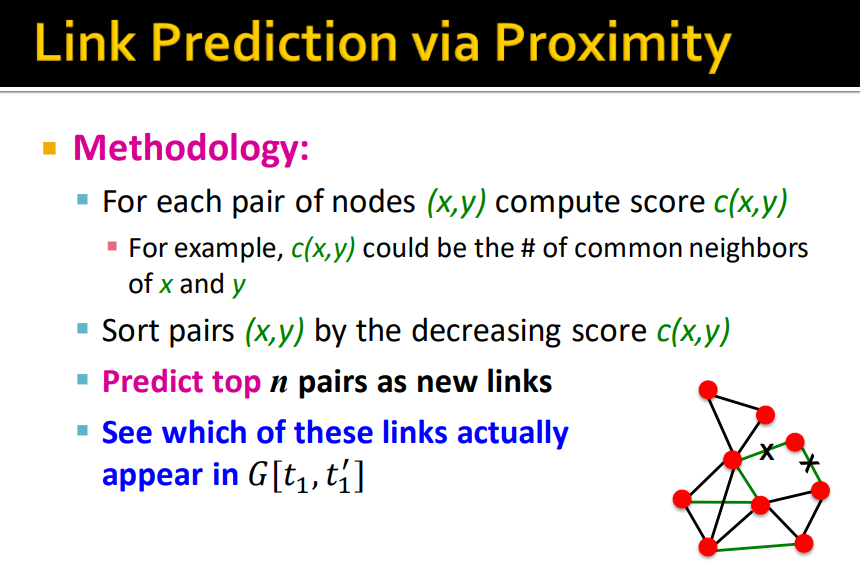 Link Prediction via Proximity
Methodology:
For each pair of nodes (x,y) compute score c(x,y)
For example, c(x,y) could be the # of common neighbors
of x and y
Sort pairs (x,y) by the decreasing score c(x,y)
Predict top n pairs as new links
See which of these links actually
appear in G[t₁, t₁′]
X
X